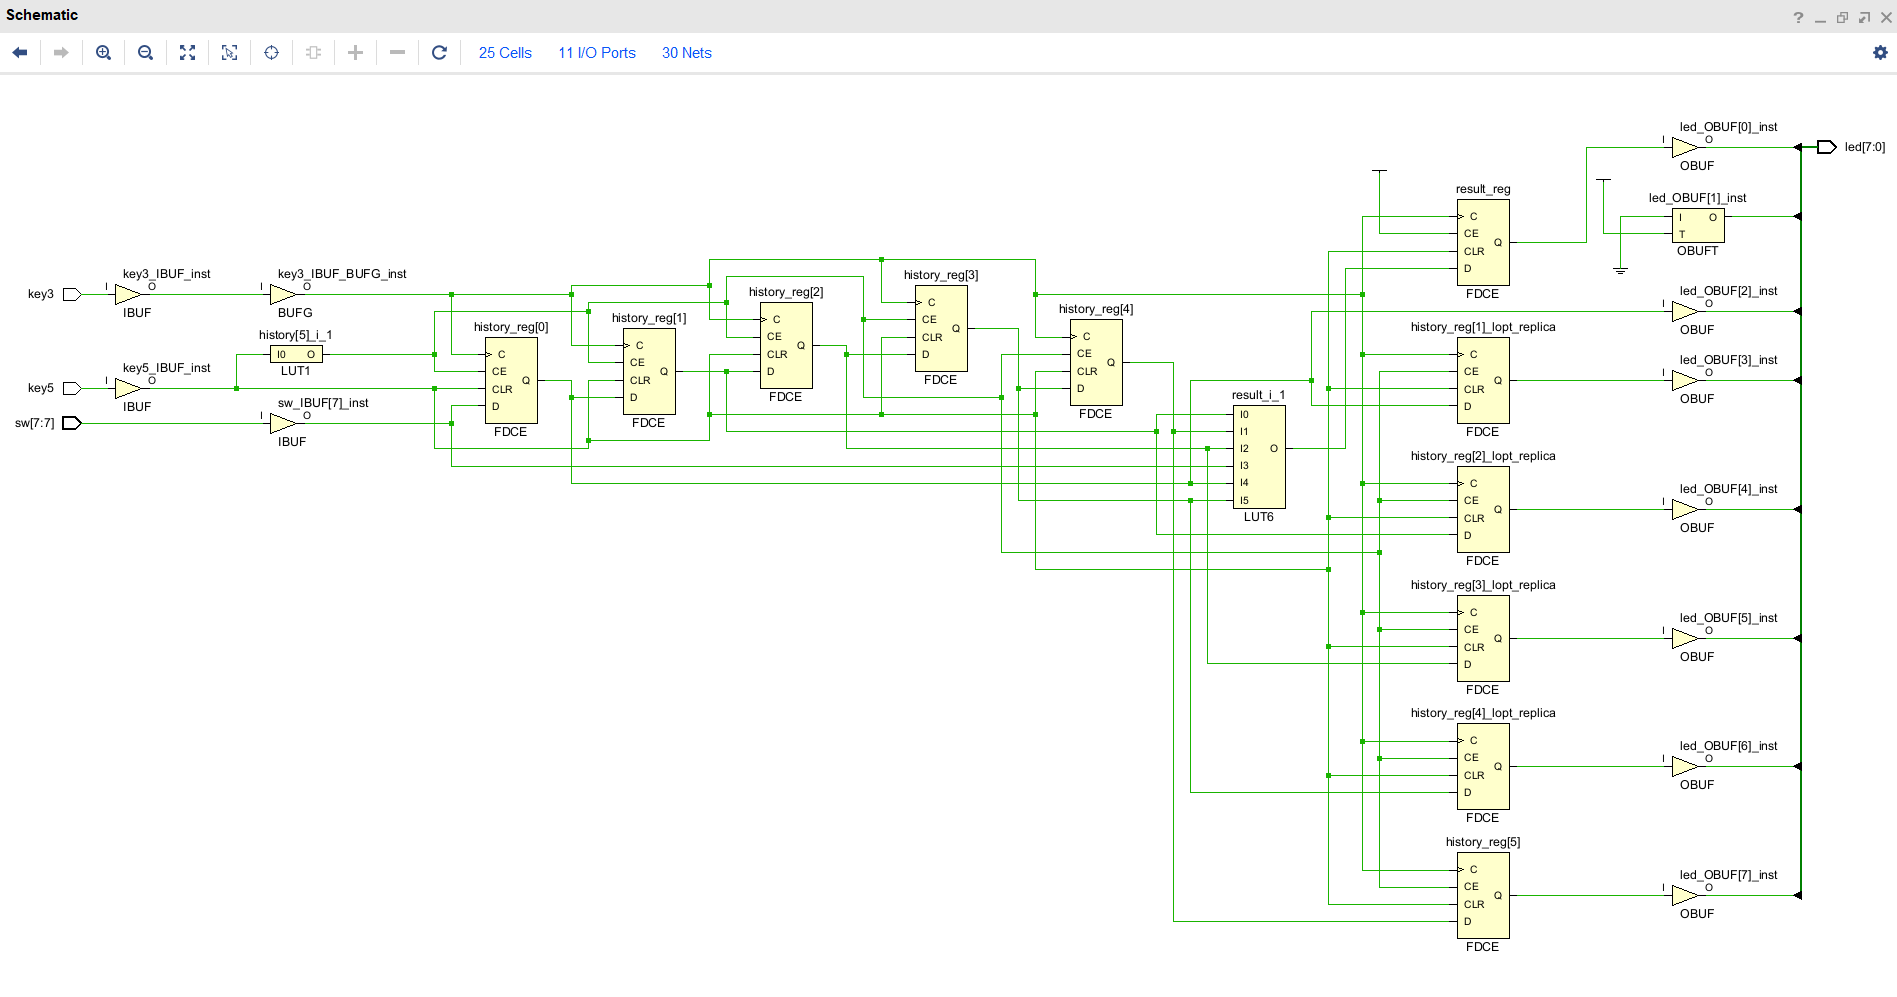 Schematic
?
25 Cells 11 I/O Ports 30 Nets
key3
I
key3_IBUF_inst
O
IBUF
key3_IBUF_BUFG_inst
I
O
BUFG
history[5]_i_1
I0 O
LUT1
key5
I
key5_IBUF_inst
O
IBUF
sw[7:7]
sw_IBUF[7]_inst
I
O
IBUF
history_reg[0]
C
CE
CLR
D
Q
FDCE
history_reg[1]
C
CE
CLR
D
Q
FDCE
history_reg[2]
C
CE
CLR
D
Q
FDCE
history_reg[3]
C
CE
CLR
D
Q
FDCE
history_reg[4]
C
CE
CLR
D
Q
FDCE
result_i_1
I0
I1
I2
I3
I4
I5
O
LUT6
result_reg
C
CE
CLR
D
Q
FDCE
history_reg[1]_lopt_replica
C
CE
CLR
D
Q
FDCE
history_reg[2]_lopt_replica
C
CE
CLR
D
Q
FDCE
history_reg[3]_lopt_replica
C
CE
CLR
D
Q
FDCE
history_reg[4]_lopt_replica
C
CE
CLR
D
Q
FDCE
history_reg[5]
C
CE
CLR
D
Q
FDCE
led_OBUF[0]_inst
I
O
OBUF
led_OBUF[1]_inst
I O
T
OBUFT
led_OBUF[2]_inst
I
O
OBUF
led_OBUF[3]_inst
I
O
OBUF
led_OBUF[4]_inst
I
O
OBUF
led_OBUF[5]_inst
I
O
OBUF
led_OBUF[6]_inst
I
O
OBUF
led_OBUF[7]_inst
I
O
OBUF
led[7:0]